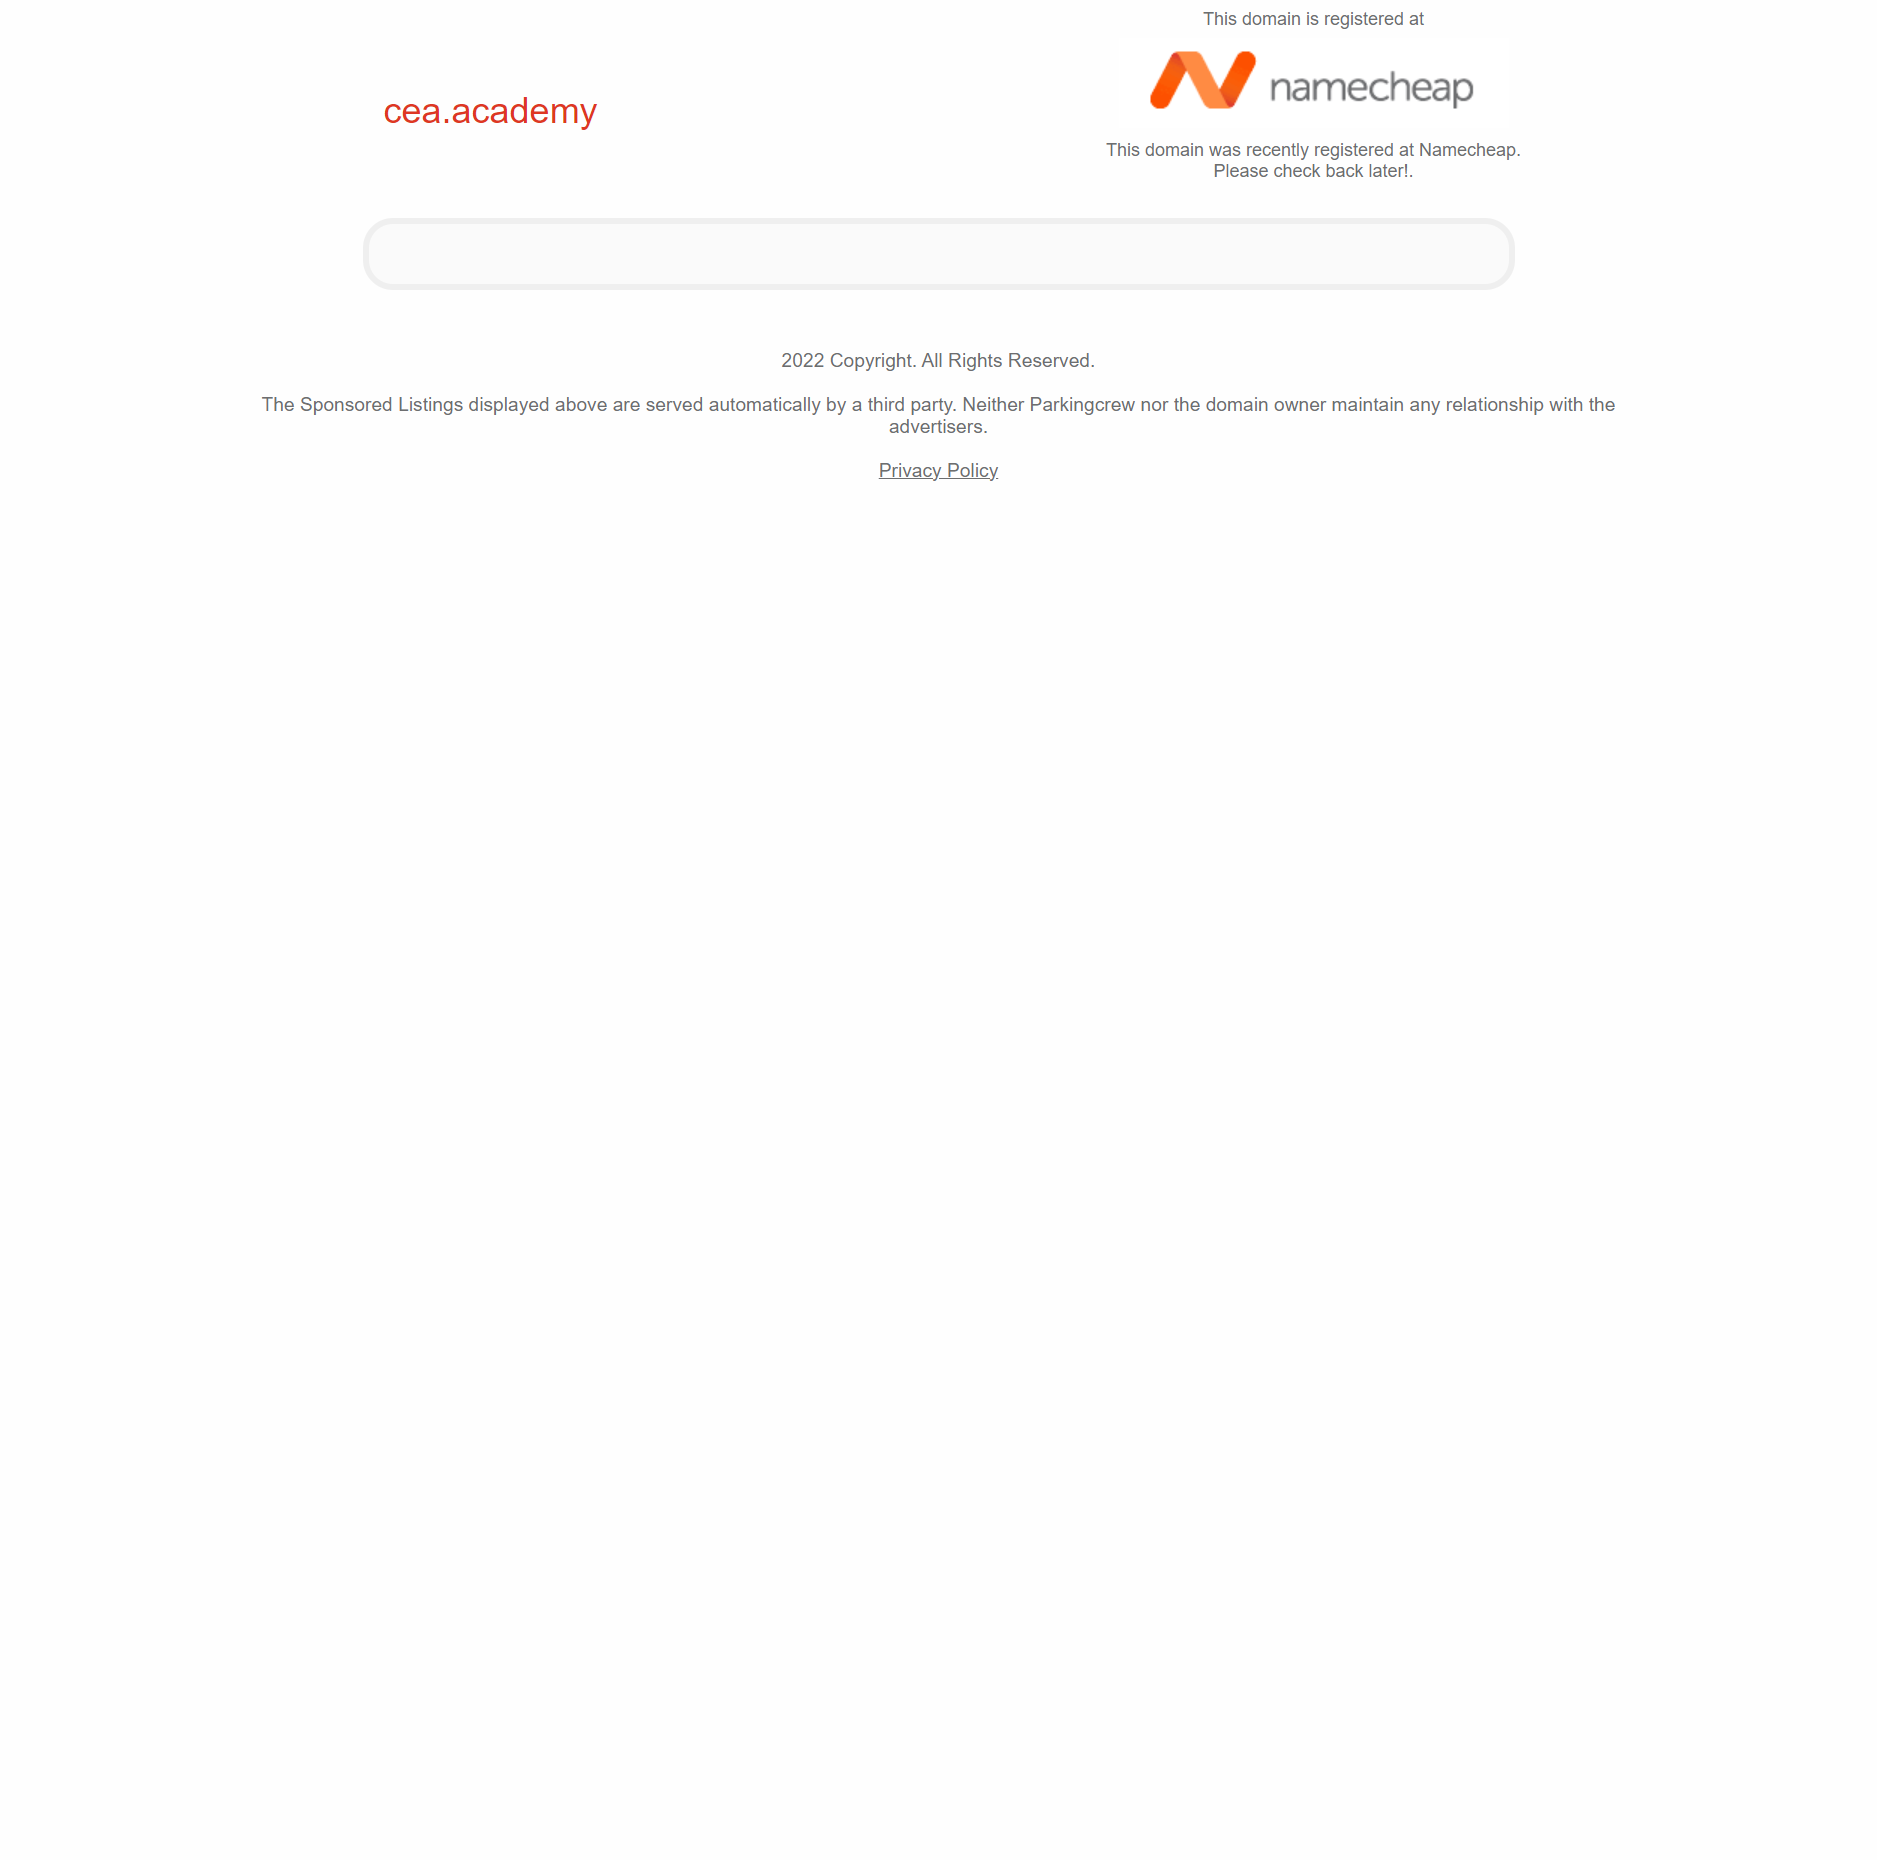 This domain is registered at
namecheap
cea.academy
This domain was recently registered at Namecheap.
Please check back later!.
2022 Copyright. All Rights Reserved.
The Sponsored Listings displayed above are served automatically by a third party. Neither Parkingcrew nor the domain owner maintain any relationship with the
advertisers.
Privacy Policy